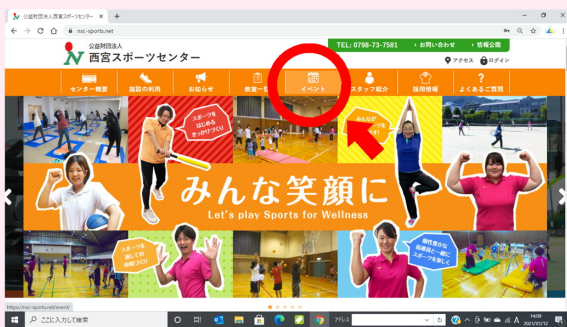 公益財団法人西宮スポーツセンター
nsc-sports.net
公益財団法人
西宮スポーツセンター
TEL: 0798-73-7581
お問い合わせ
情報公開
アクセス
ログイン
センター概要
施設の利用
お知らせ
教室一
イベント
スタッフ紹介
採用情報
よくあるご質問
スポーツを
はじめる
きっかけづくり
みんなが
みんな笑顔に
Let's play Sports for Wellness
スポーツを
通しての
仲間づくり
個性豊かな
指導員と一緒に
スポーツを楽しく
https://nsc-sports.net/event/
ここに入力して検索
アドレス
A
14:09
2021/01/17